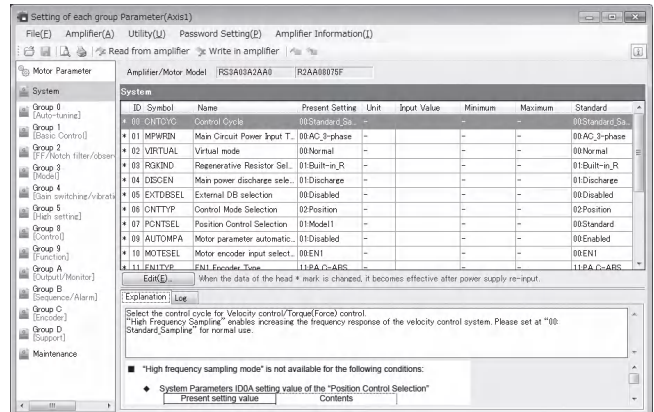 Setting of each group Parameter(Axis1)
File(F) Amplifier(A) Utility(U) Password Setting(P) Amplifier Information(I)
Read from amplifier Write in amplifier
Motor Parameter
Amplifier/Motor Model RS3A03A2AA0 R2AA08075F
System
Group 0
[Auto-tuning]
Group 1
[Basic Control]
Group 2
[FF/Notch filter/obser
Group 3
[Model]
Group 4
[Gain switching/vibrati
Group 5
[High setting]
Group 8
[Control]
Group 9
[Function]
Group A
[Output1/Monitor]
Group B
[Sequence/Alarm]
Group C
[Encoder]
Group D
[Support]
Maintenance
System
ID Symbol Name Present Setting Unit Input Value Minimum Maximum Standard
* 00 CNTCYC Control Cycle 00:Standard_Sa... - - - 00:Standard_Sa...
* 01 MPWRIN Main Circuit Power Input T... 00:AC_3-phase - - - 00:AC_3-phase
* 02 VIRTUAL Virtual mode 00:Normal - - - 00:Normal
* 03 RGKIND Regenerative Resistor Sel... 01:Built-in_R - - - 01:Built-in_R
* 04 DISCEN Main power discharge sele... 01:Discharge - - - 01:Discharge
* 05 EXTDBSEL External DB selection 00:Disabled - - - 00:Disabled
* 06 CNTTYP Control Mode Selection 02:Position - - - 02:Position
* 07 PCNTSEL Position Control Selection 01:Model1 - - - 00:Standard
* 09 AUTOMPA Motor parameter automatic... 01:Disabled - - - 00:Enabled
* 10 MOTESEL Motor encoder input select... 00:EN1 - - - 00:EN1
* 11 EN1TYP EN1 Encoder Type 11:PA C-ABS - - - 11:PA C-ABS
Edit(E)... When the data of the head * mark is changed, it becomes effective after power supply re-input.
Explanation Log
Select the control cycle for Velocity control/Torque(Force) control.
"High Frequency Sampling" enables increasing the frequency response of the velocity control system. Please set at "00:
Standard_Sampling" for normal use.
■ "High frequency sampling mode" is not available for the following conditions:
◆ System Parameters ID0A setting value of the "Position Control Selection"
Present setting value Contents